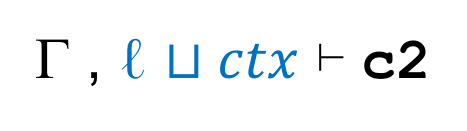 Γ , ℓ ⊔ ctx ⊢ c2